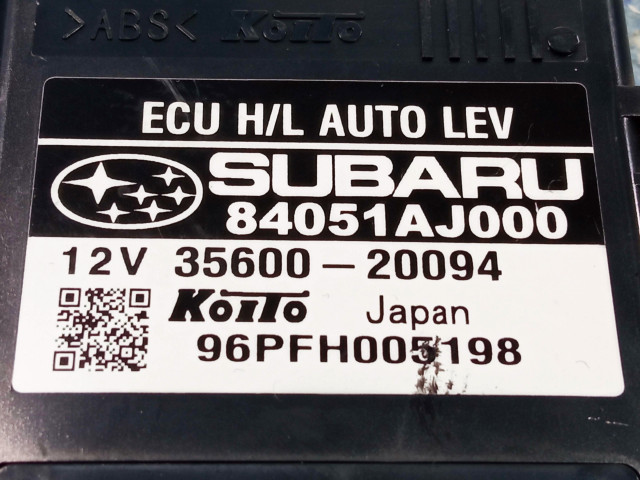 >ABS< KOITO
ECU H/L AUTO LEV
SUBARU
84051AJ000
12V 35600-20094
KOITO Japan
96PFH005198